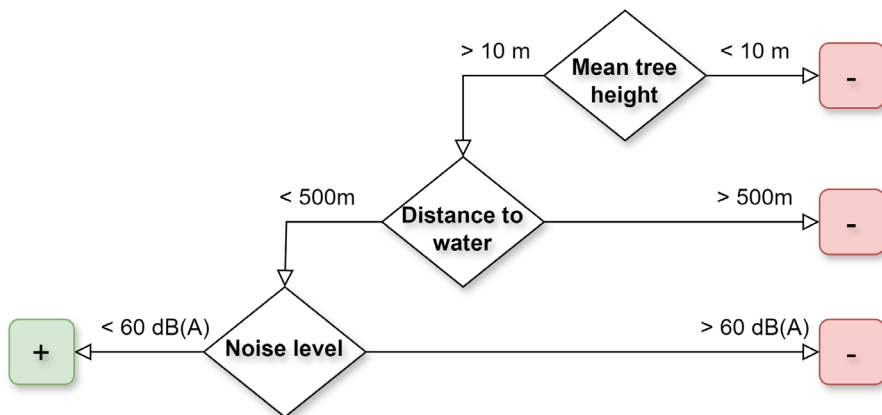 > 10 m
Mean tree
height
< 10 m
-
< 500m
Distance to
water
> 500m
-
+
< 60 dB(A)
Noise level
> 60 dB(A)
-